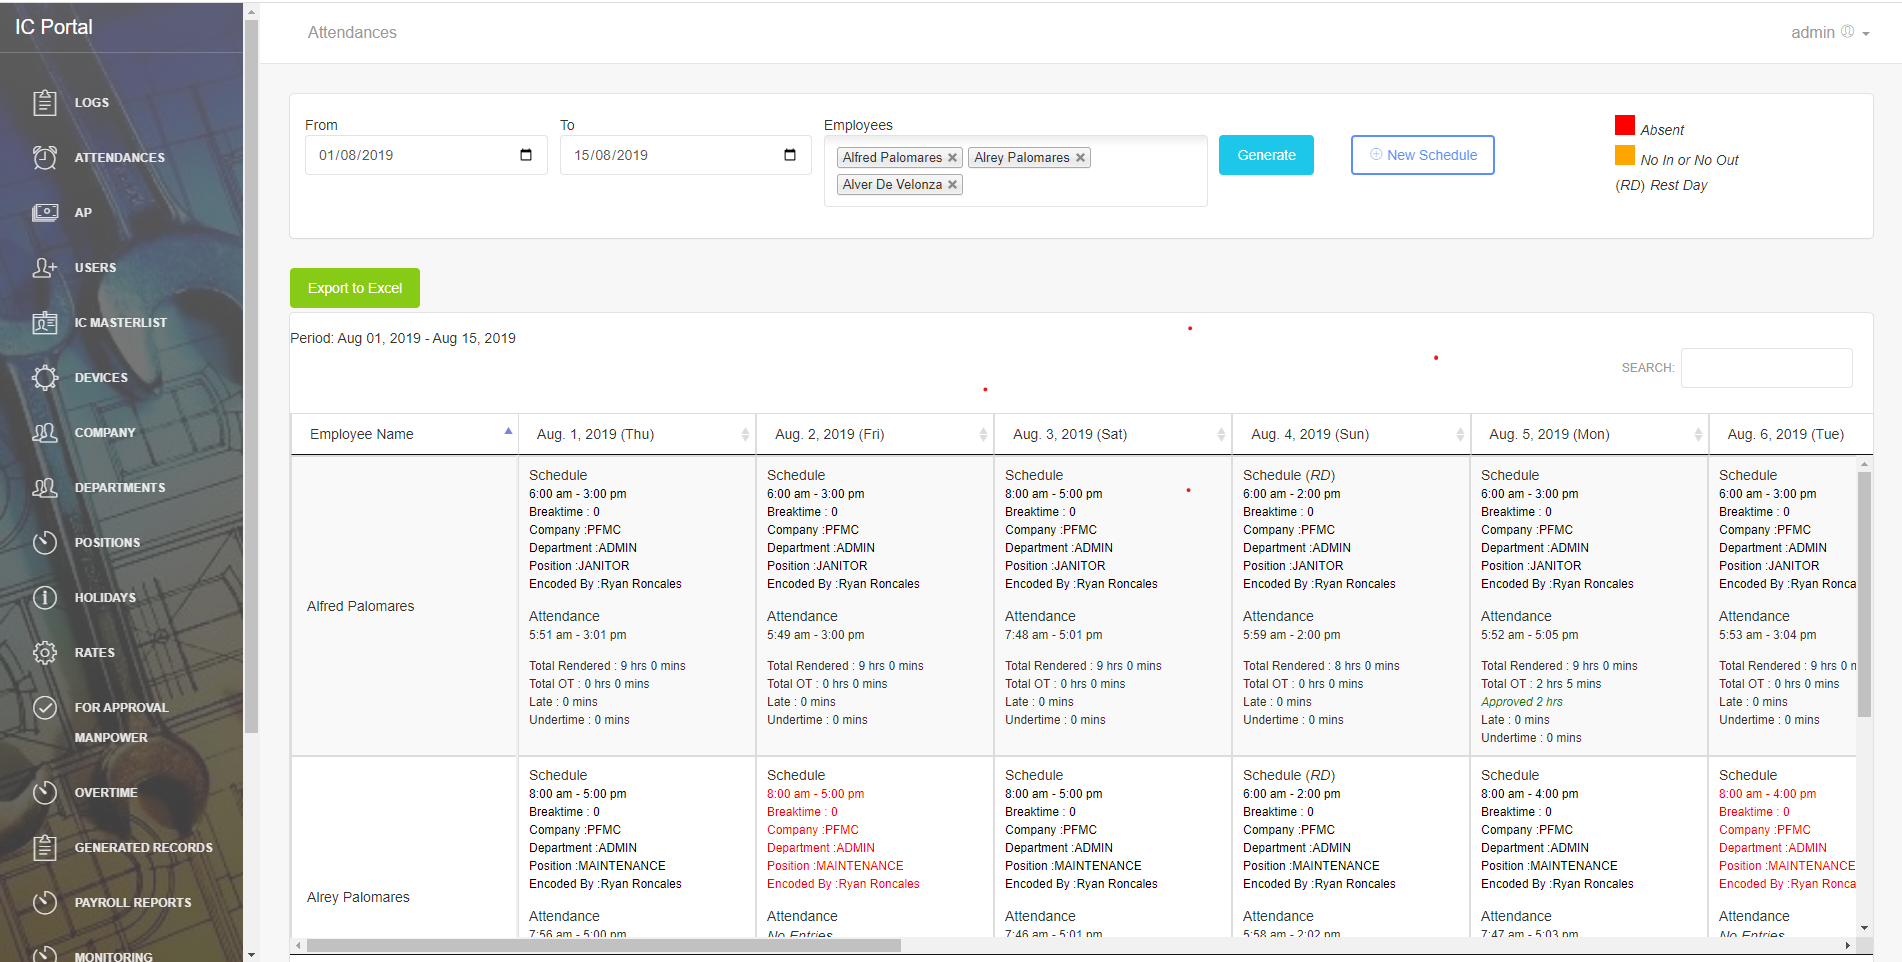 IC Portal
LOGS
ATTENDANCES
AP
USERS
IC MASTERLIST
DEVICES
COMPANY
DEPARTMENTS
POSITIONS
HOLIDAYS
RATES
FOR APPROVAL
MANPOWER
OVERTIME
GENERATED RECORDS
PAYROLL REPORTS
MONITORING
Attendances
admin
From
01/08/2019
To
15/08/2019
Employees
Alfred Palomares
Alrey Palomares
Alver De Velonza
Generate
New Schedule
Absent
No In or No Out
(RD) Rest Day
Export to Excel
Period: Aug 01, 2019 - Aug 15, 2019
SEARCH:
Employee Name
Aug. 1, 2019 (Thu)
Aug. 2, 2019 (Fri)
Aug. 3, 2019 (Sat)
Aug. 4, 2019 (Sun)
Aug. 5, 2019 (Mon)
Aug. 6, 2019 (Tue)
Alfred Palomares
Schedule
6:00 am - 3:00 pm
Breaktime : 0
Company :PFMC
Department :ADMIN
Position :JANITOR
Encoded By :Ryan Roncales
Attendance
5:51 am - 3:01 pm
Total Rendered : 9 hrs 0 mins
Total OT : 0 hrs 0 mins
Late : 0 mins
Undertime : 0 mins
Schedule
6:00 am - 3:00 pm
Breaktime : 0
Company :PFMC
Department :ADMIN
Position :JANITOR
Encoded By :Ryan Roncales
Attendance
5:49 am - 3:00 pm
Total Rendered : 9 hrs 0 mins
Total OT : 0 hrs 0 mins
Late : 0 mins
Undertime : 0 mins
Schedule
8:00 am - 5:00 pm
Breaktime : 0
Company :PFMC
Department :ADMIN
Position :JANITOR
Encoded By :Ryan Roncales
Attendance
7:48 am - 5:01 pm
Total Rendered : 9 hrs 0 mins
Total OT : 0 hrs 0 mins
Late : 0 mins
Undertime : 0 mins
Schedule (RD)
6:00 am - 2:00 pm
Breaktime : 0
Company :PFMC
Department :ADMIN
Position :JANITOR
Encoded By :Ryan Roncales
Attendance
5:59 am - 2:00 pm
Total Rendered : 8 hrs 0 mins
Total OT : 0 hrs 0 mins
Late : 0 mins
Undertime : 0 mins
Schedule
6:00 am - 3:00 pm
Breaktime : 0
Company :PFMC
Department :ADMIN
Position :JANITOR
Encoded By :Ryan Roncales
Attendance
5:52 am - 5:05 pm
Total Rendered : 9 hrs 0 mins
Total OT : 2 hrs 5 mins
Approved 2 hrs
Late : 0 mins
Undertime : 0 mins
Schedule
6:00 am - 3:00 pm
Breaktime : 0
Company :PFMC
Department :ADMIN
Position :JANITOR
Encoded By :Ryan Ronca
Attendance
5:53 am - 3:04 pm
Total Rendered : 9 hrs 0 m
Total OT : 0 hrs 0 mins
Late : 0 mins
Undertime : 0 mins
Alrey Palomares
Schedule
8:00 am - 5:00 pm
Breaktime : 0
Company :PFMC
Department :ADMIN
Position :MAINTENANCE
Encoded By :Ryan Roncales
Attendance
7:56 am - 5:00 pm
Schedule
8:00 am - 5:00 pm
Breaktime : 0
Company :PFMC
Department :ADMIN
Position :MAINTENANCE
Encoded By :Ryan Roncales
Attendance
No Entries
Schedule
8:00 am - 5:00 pm
Breaktime : 0
Company :PFMC
Department :ADMIN
Position :MAINTENANCE
Encoded By :Ryan Roncales
Attendance
7:46 am - 5:01 pm
Schedule (RD)
6:00 am - 2:00 pm
Breaktime : 0
Company :PFMC
Department :ADMIN
Position :MAINTENANCE
Encoded By :Ryan Roncales
Attendance
5:58 am - 2:02 pm
Schedule
8:00 am - 4:00 pm
Breaktime : 0
Company :PFMC
Department :ADMIN
Position :MAINTENANCE
Encoded By :Ryan Roncales
Attendance
7:47 am - 5:03 pm
Schedule
8:00 am - 4:00 pm
Breaktime : 0
Company :PFMC
Department :ADMIN
Position :MAINTENANCE
Encoded By :Ryan Ronca
Attendance
No Entries